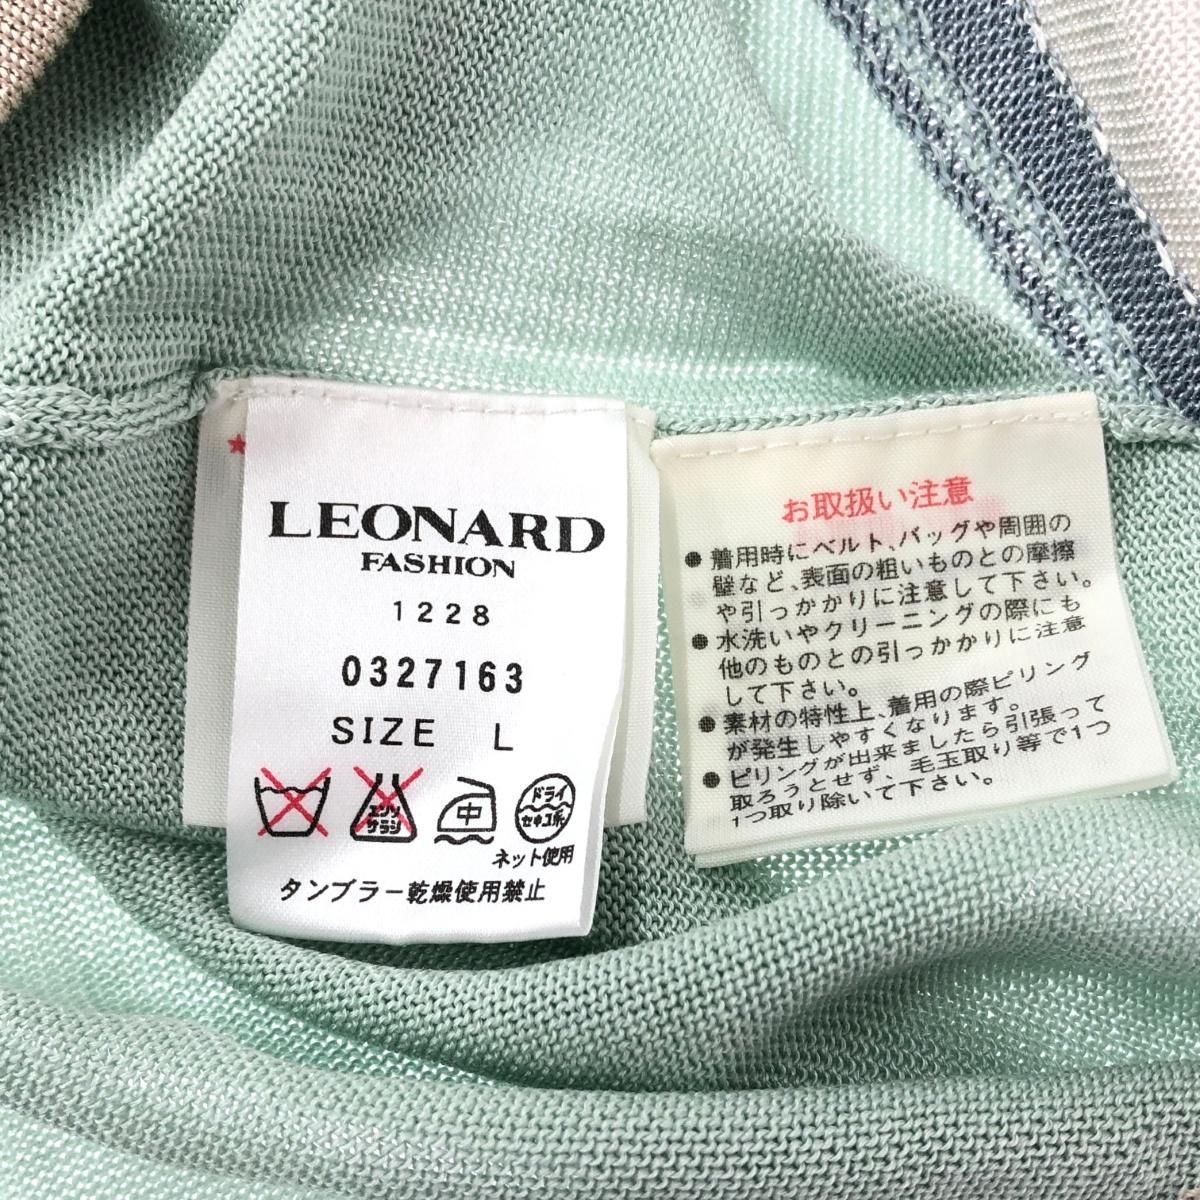 LEONARD
FASHION
1228
0327163
SIZE L
エンソ
サラシ
中
ドライ
セキユ系
ネット使用
タンブラー乾燥使用禁止
お取扱い注意
● 着用時にベルト、バッグや周囲の
壁など、表面の粗いものとの摩擦
や引っかかりに注意して下さい。
● 水洗いやクリーニングの際にも
他のものとの引っかかりに注意
して下さい。
● 素材の特性上、着用の際ピリング
が発生しやすくなります。
● ピリングが出来ましたら引張って
取ろうとせず、毛玉取り等で1つ
1つ取り除いて下さい。